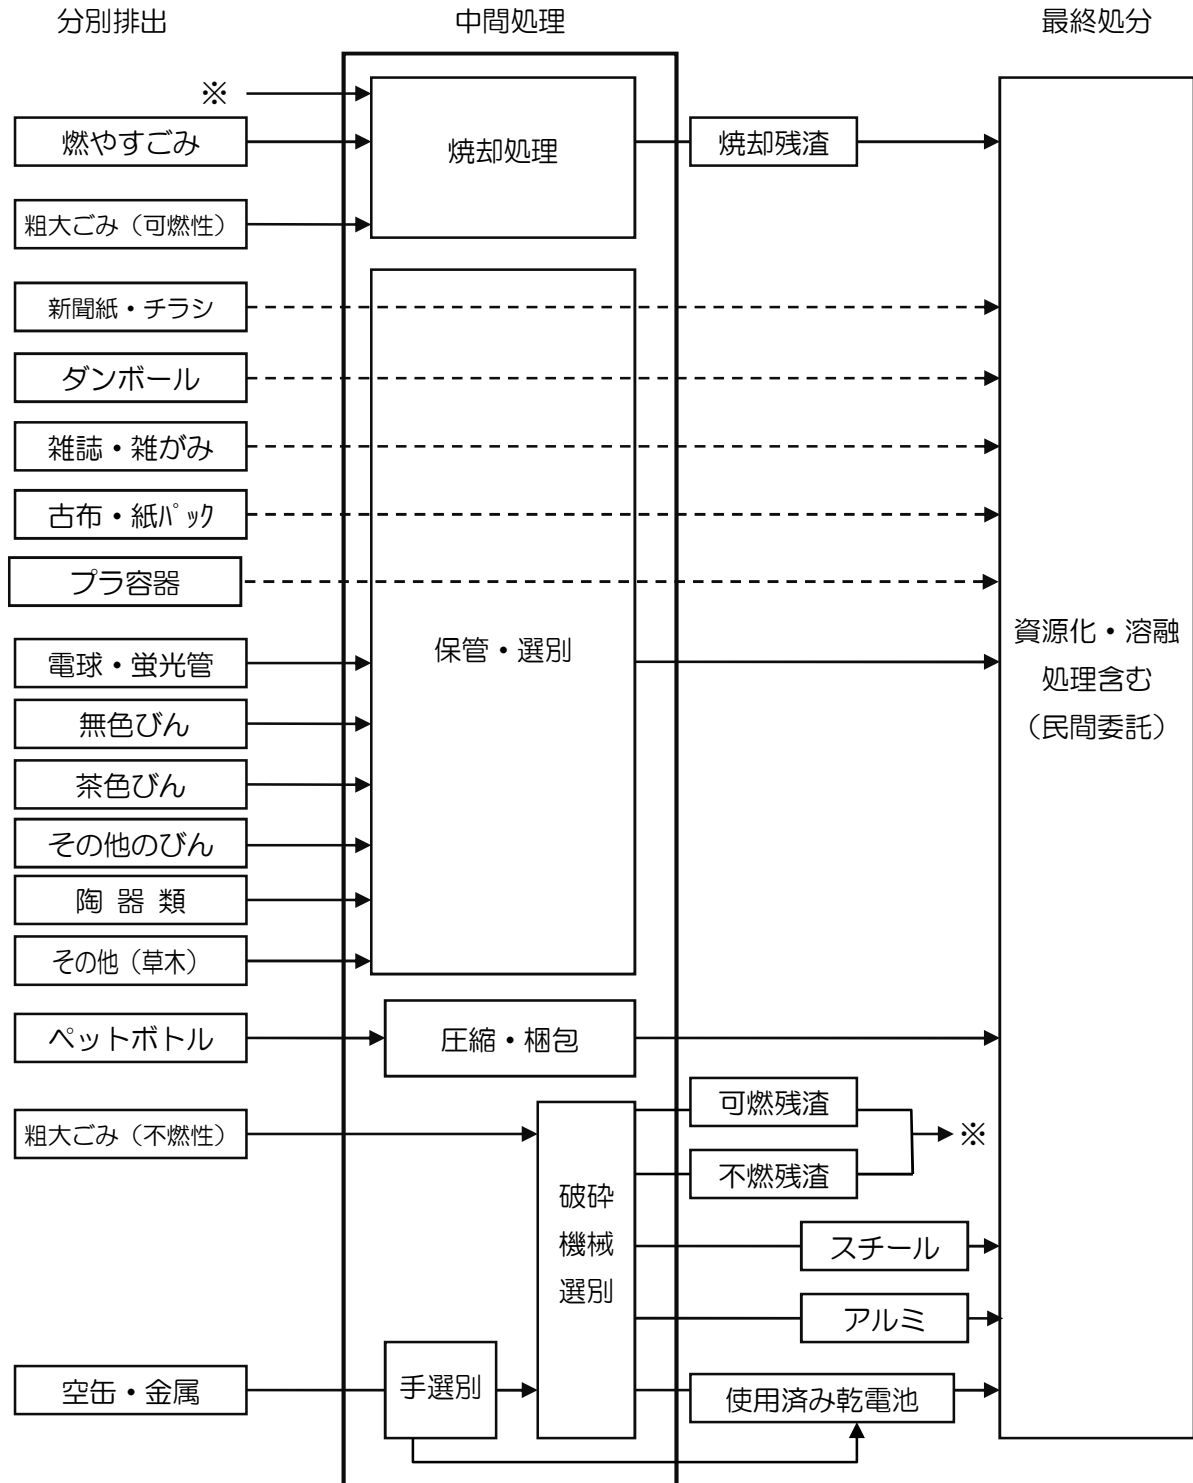 分別排出
中間処理
最終処分
※
燃やすごみ
焼却処理
焼却残渣
粗大ごみ（可燃性）
新聞紙・チラシ
ダンボール
雑誌・雑がみ
古布・紙ﾊﾟｯｸ
プラ容器
保管・選別
資源化・溶融
処理含む
（民間委託）
電球・蛍光管
無色びん
茶色びん
その他のびん
陶 器 類
その他（草木）
ペットボトル
圧縮・梱包
粗大ごみ（不燃性）
可燃残渣
※
不燃残渣
破砕
機械
選別
スチール
アルミ
空缶・金属
手選別
使用済み乾電池